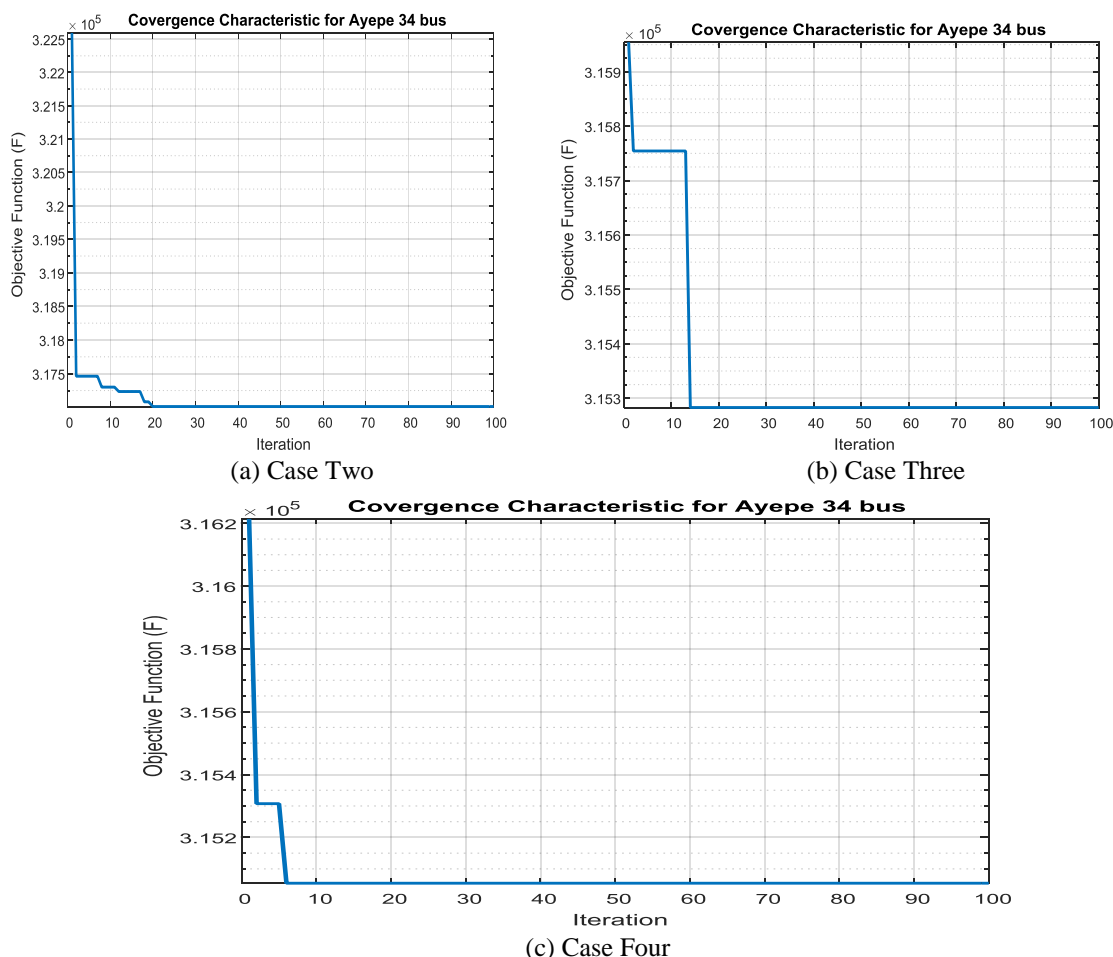 × 10^5
Covergence Characteristic for Ayepe 34 bus
3.225
3.22
3.215
3.21
3.205
3.2
3.195
3.19
3.185
3.18
3.175
Objective Function (F)
0 10 20 30 40 50 60 70 80 90 100
Iteration
(a) Case Two
× 10^5
Covergence Characteristic for Ayepe 34 bus
3.159
3.158
3.157
3.156
3.155
3.154
3.153
Objective Function (F)
0 10 20 30 40 50 60 70 80 90 100
Iteration
(b) Case Three
× 10^5
Covergence Characteristic for Ayepe 34 bus
3.162
3.16
3.158
3.156
3.154
3.152
Objective Function (F)
0 10 20 30 40 50 60 70 80 90 100
Iteration
(c) Case Four